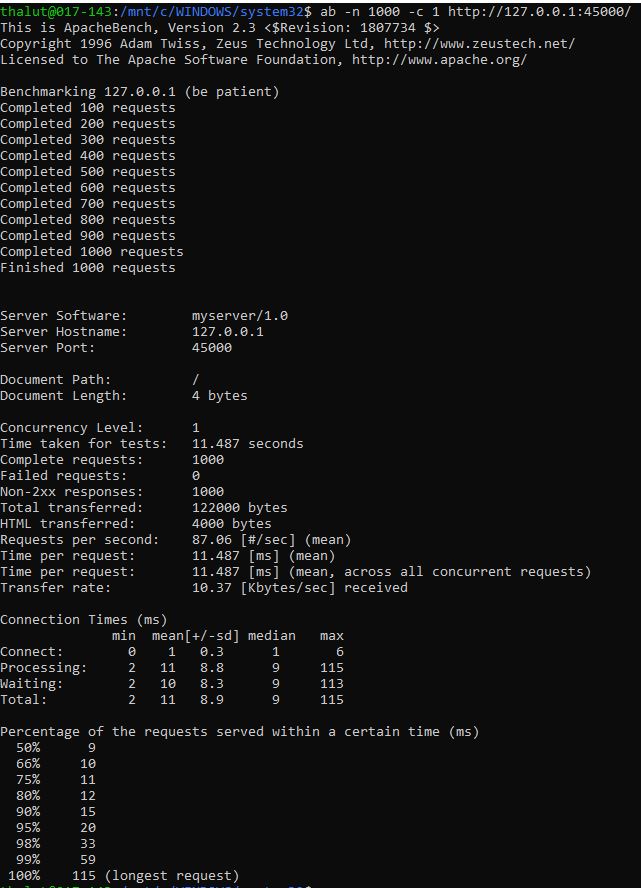 thalut@017-143:/mnt/c/WINDOWS/system32$ ab -n 1000 -c 1 http://127.0.0.1:45000/
This is ApacheBench, Version 2.3 <$Revision: 1807734 $>
Copyright 1996 Adam Twiss, Zeus Technology Ltd, http://www.zeustech.net/
Licensed to The Apache Software Foundation, http://www.apache.org/

Benchmarking 127.0.0.1 (be patient)
Completed 100 requests
Completed 200 requests
Completed 300 requests
Completed 400 requests
Completed 500 requests
Completed 600 requests
Completed 700 requests
Completed 800 requests
Completed 900 requests
Completed 1000 requests
Finished 1000 requests


Server Software:        myserver/1.0
Server Hostname:        127.0.0.1
Server Port:            45000

Document Path:          /
Document Length:        4 bytes

Concurrency Level:      1
Time taken for tests:   11.487 seconds
Complete requests:      1000
Failed requests:        0
Non-2xx responses:      1000
Total transferred:      122000 bytes
HTML transferred:       4000 bytes
Requests per second:    87.06 [#/sec] (mean)
Time per request:       11.487 [ms] (mean)
Time per request:       11.487 [ms] (mean, across all concurrent requests)
Transfer rate:          10.37 [Kbytes/sec] received

Connection Times (ms)
              min  mean[+/-sd] median   max
Connect:        0    1   0.3      1       6
Processing:     2   11   8.8      9     115
Waiting:        2   10   8.3      9     113
Total:          2   11   8.9      9     115

Percentage of the requests served within a certain time (ms)
  50%      9
  66%     10
  75%     11
  80%     12
  90%     15
  95%     20
  98%     33
  99%     59
 100%    115 (longest request)